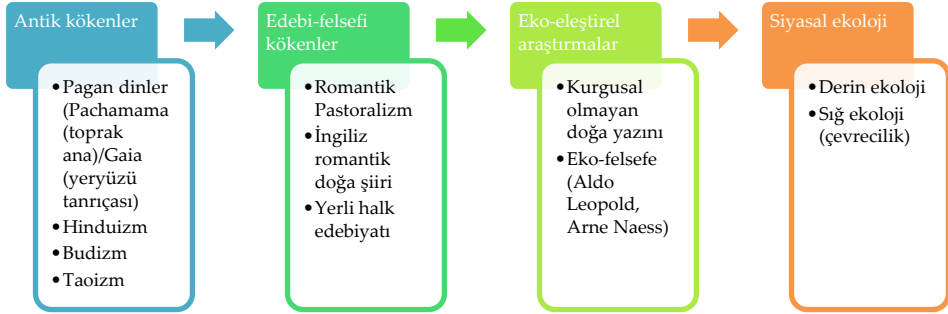 Antik kökenler
•Pagan dinler
(Pachamama
(toprak
ana)/Gaia
(yeryüzü
tanrıçası)
•Hinduizm
•Budizm
•Taoizm
Edebi-felsefi
kökenler
•Romantik
Pastoralizm
•İngiliz
romantik
doğa şiiri
•Yerli halk
edebiyatı
Eko-eleştirel
araştırmalar
•Kurgusal
olmayan
doğa yazını
•Eko-felsefe
(Aldo
Leopold,
Arne Naess)
Siyasal ekoloji
•Derin ekoloji
•Sığ ekoloji
(çevrecilik)